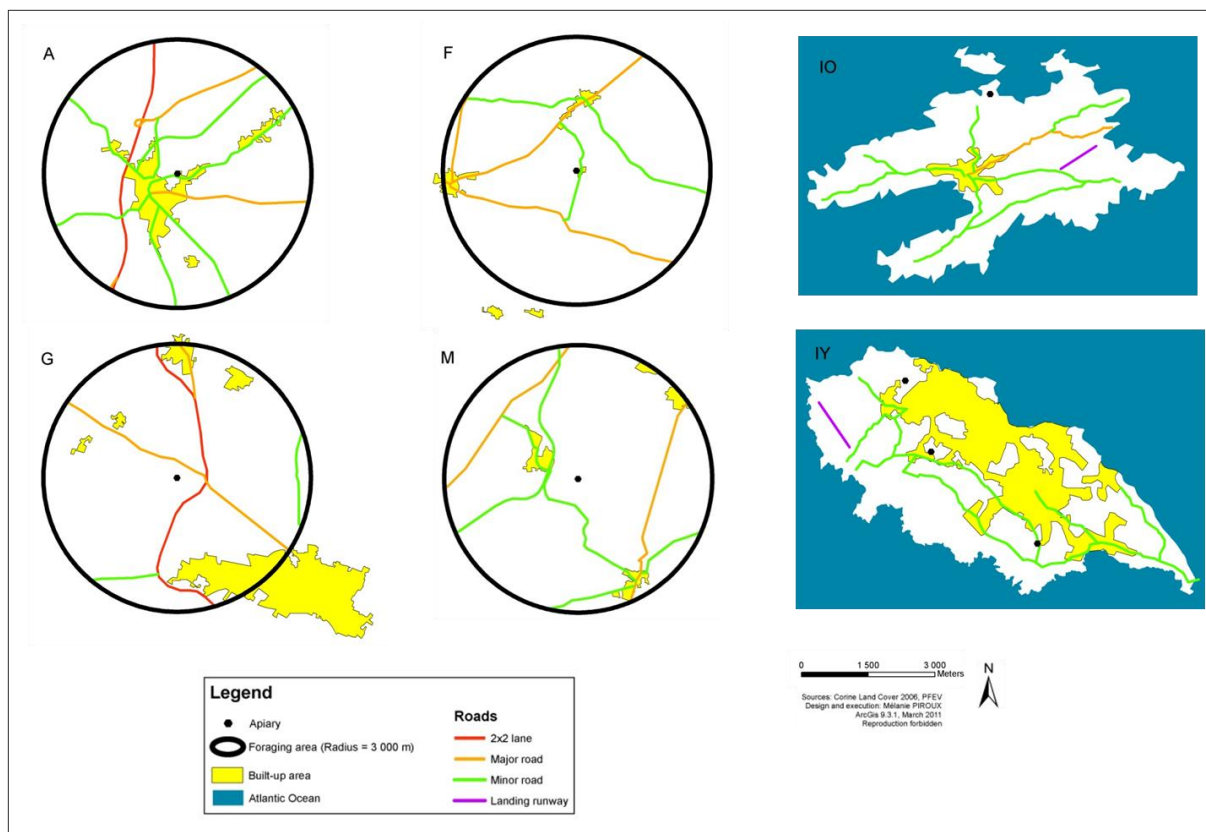 A
F
IO
G
M
IY
0 1 500 3 000
Meters
N
Sources: Corine Land Cover 2006, PFEV
Design and execution: Mélanie PIROUX
ArcGis 9.3.1, March 2011
Reproduction forbidden
Legend
Apiary
Foraging area (Radius = 3 000 m)
Built-up area
Atlantic Ocean
Roads
2x2 lane
Major road
Minor road
Landing runway